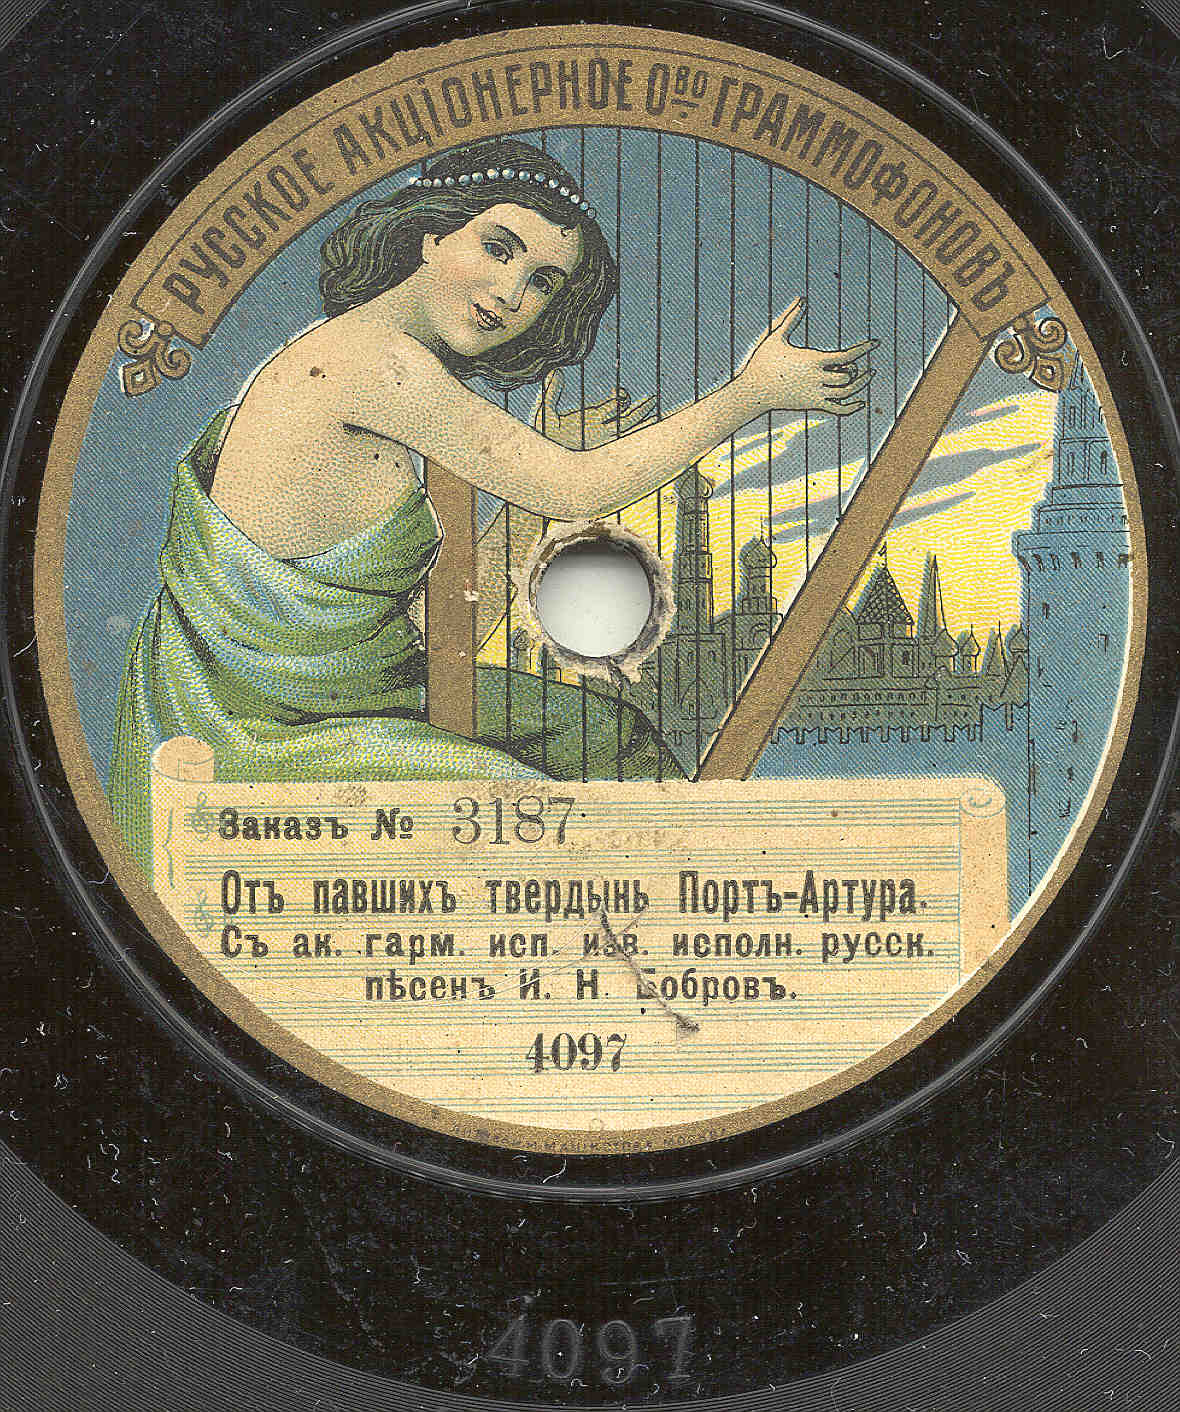 РУССКОЕ АКЦІОНЕРНОЕ О ВО ГРАММОФОНОВЪ
Заказъ № 3187
Отъ павшихъ твердынь Портъ-Артура.
Съ ак. гарм. исп. изв. исполн. русск.
пѣсенъ И. Н. Бобровъ.
4097
4097